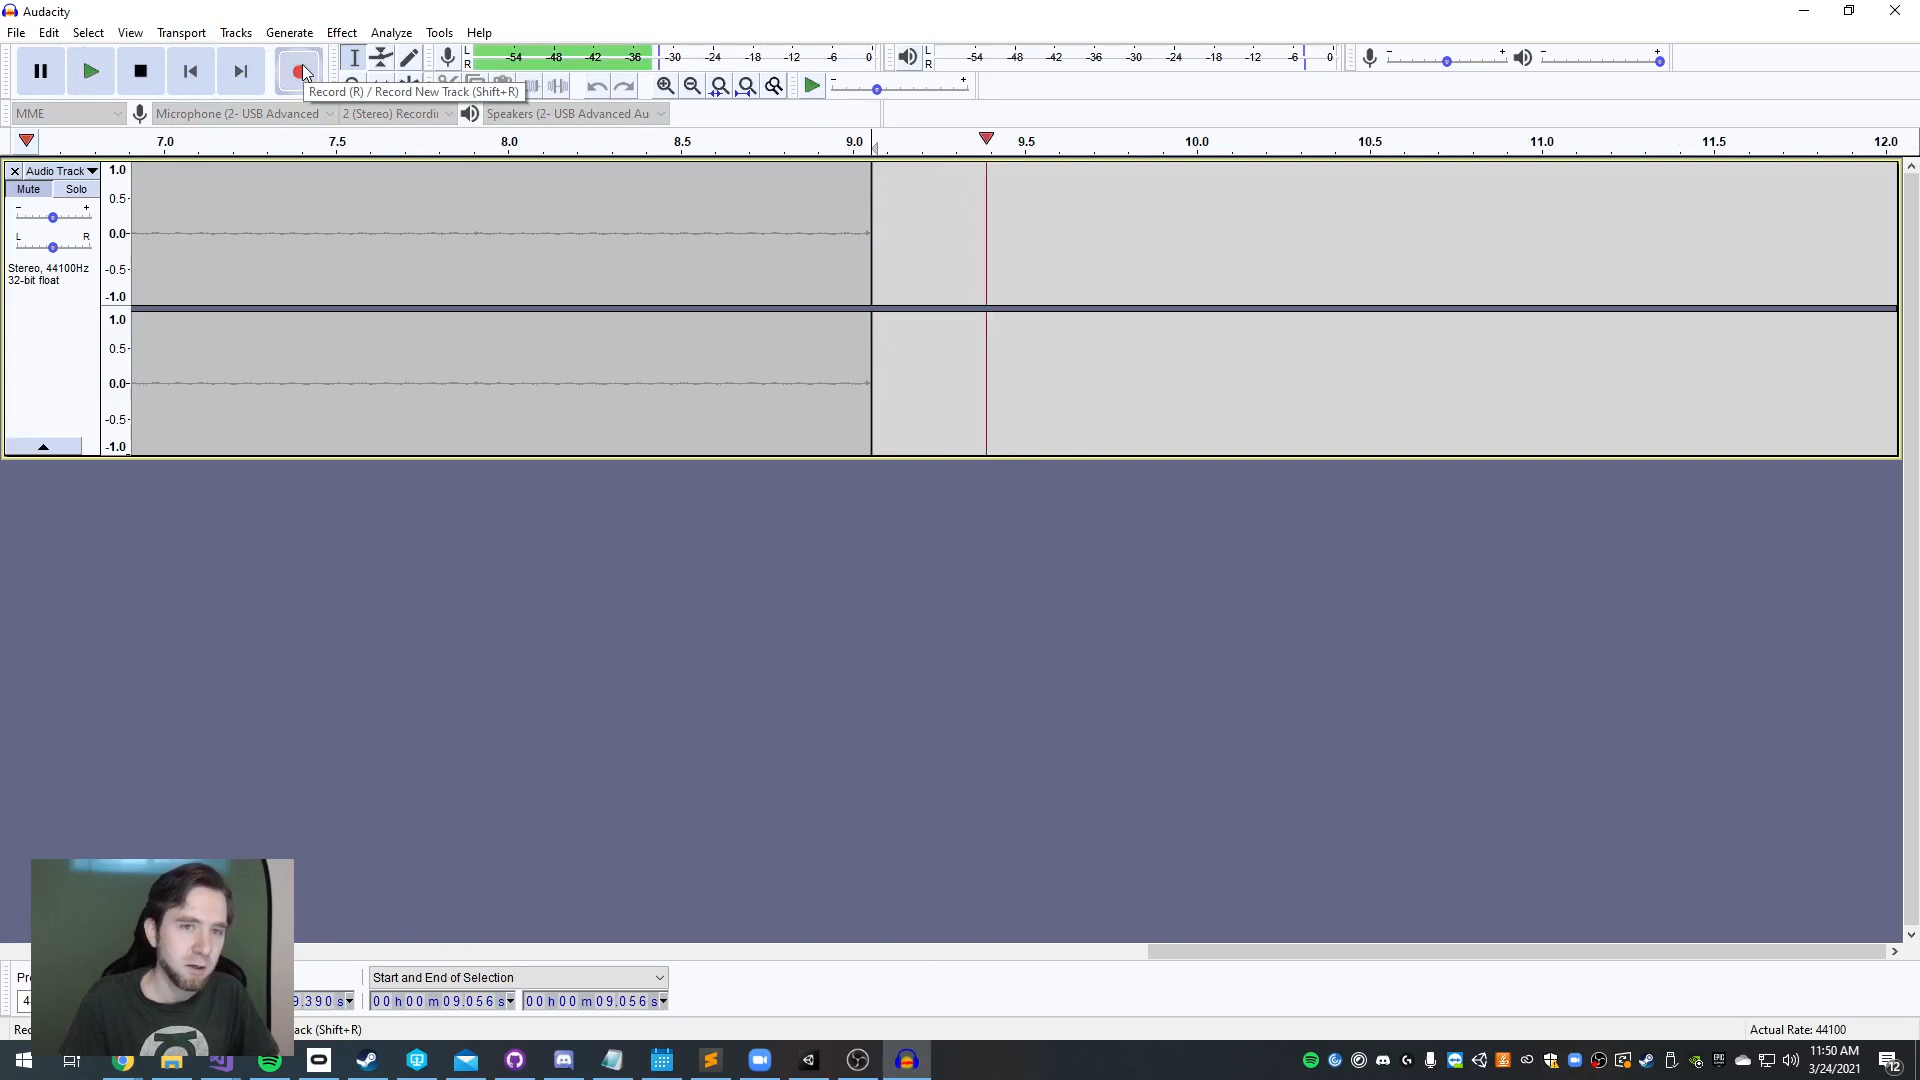 Audacity
File Edit Select View Transport Tracks Generate Effect Analyze Tools Help
L
R
-54 -48 -42 -36 -30 -24 -18 -12 -6 0
L
R
-54 -48 -42 -36 -30 -24 -18 -12 -6 0
- +
- +
- +
Record (R) / Record New Track (Shift+R)
MME
Microphone (2- USB Advanced
2 (Stereo) Recordi
Speakers (2- USB Advanced Au
7.0 7.5 8.0 8.5 9.0 9.5 10.0 10.5 11.0 11.5 12.0
Audio Track
Mute Solo
- +
L R
Stereo, 44100Hz
32-bit float
1.0
0.5-
0.0-
-0.5-
-1.0
1.0
0.5-
0.0-
-0.5-
-1.0
Start and End of Selection
9.390 s
00 h 00 m 09.056 s
00 h 00 m 09.056 s
(Shift+R)
Actual Rate: 44100
11:50 AM
3/24/2021
12